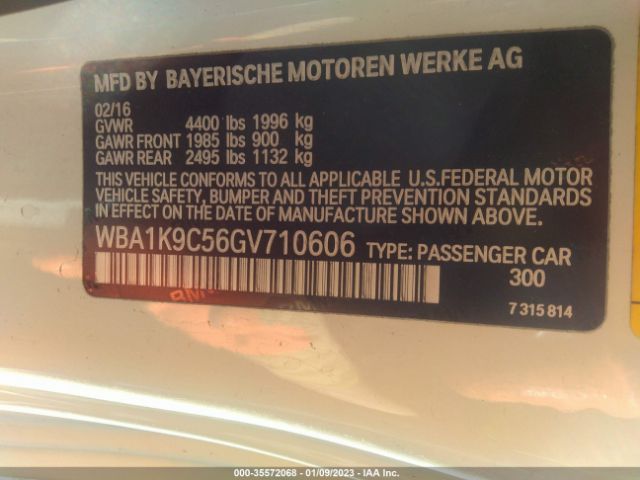 MFD BY BAYERISCHE MOTOREN WERKE AG
02/16
GVWR 4400 lbs 1996 kg
GAWR FRONT 1985 lbs 900 kg
GAWR REAR 2495 lbs 1132 kg
THIS VEHICLE CONFORMS TO ALL APPLICABLE U.S.FEDERAL MOTOR
VEHICLE SAFETY, BUMPER AND THEFT PREVENTION STANDARDS IN
EFFECT ON THE DATE OF MANUFACTURE SHOWN ABOVE.
WBA1K9C56GV710606 TYPE: PASSENGER CAR
300
7 315 814
000-35572068 - 01/09/2023 - IAA Inc.